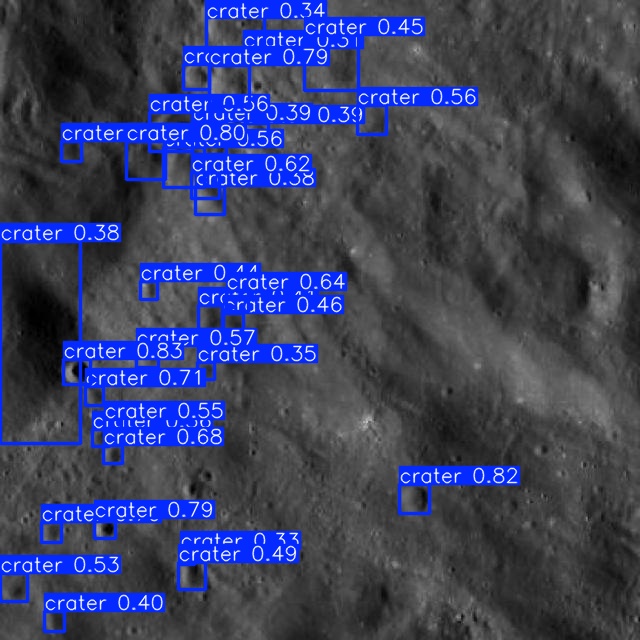 crater 0.34
crater 0.45
crater 0.51
crater 0.79
crater 0.56
crater 0.56
crater 0.39
0.39
crater
crater 0.80
0.56
crater 0.62
crater 0.58
crater 0.38
crater 0.44
crater 0.64
crater 0.46
crater 0.57
crater 0.83
crater 0.35
crater 0.71
crater 0.55
crater 0.68
crater 0.82
crater 0.79
crater 0.33
crater 0.49
crater 0.53
crater 0.40